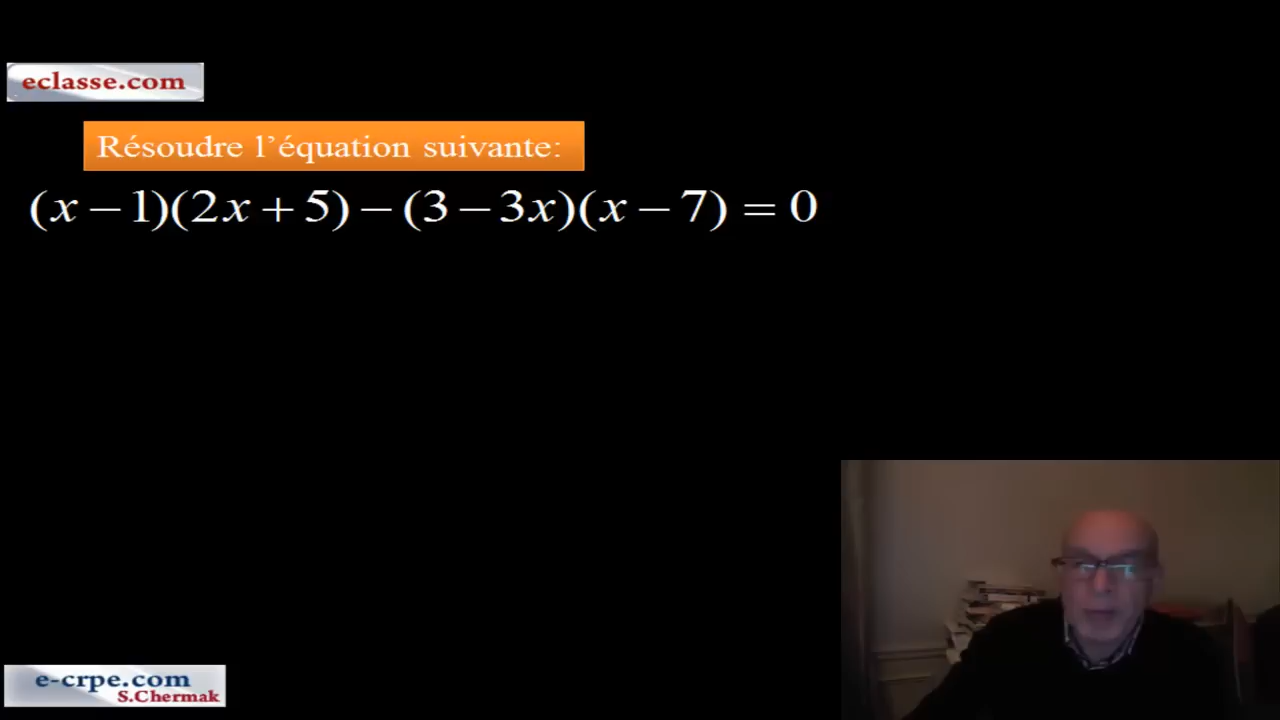 eclasse.com
Résoudre l’équation suivante:
(x − 1)(2x + 5) − (3 − 3x)(x − 7) = 0
e-crpe.com
S.Chermak